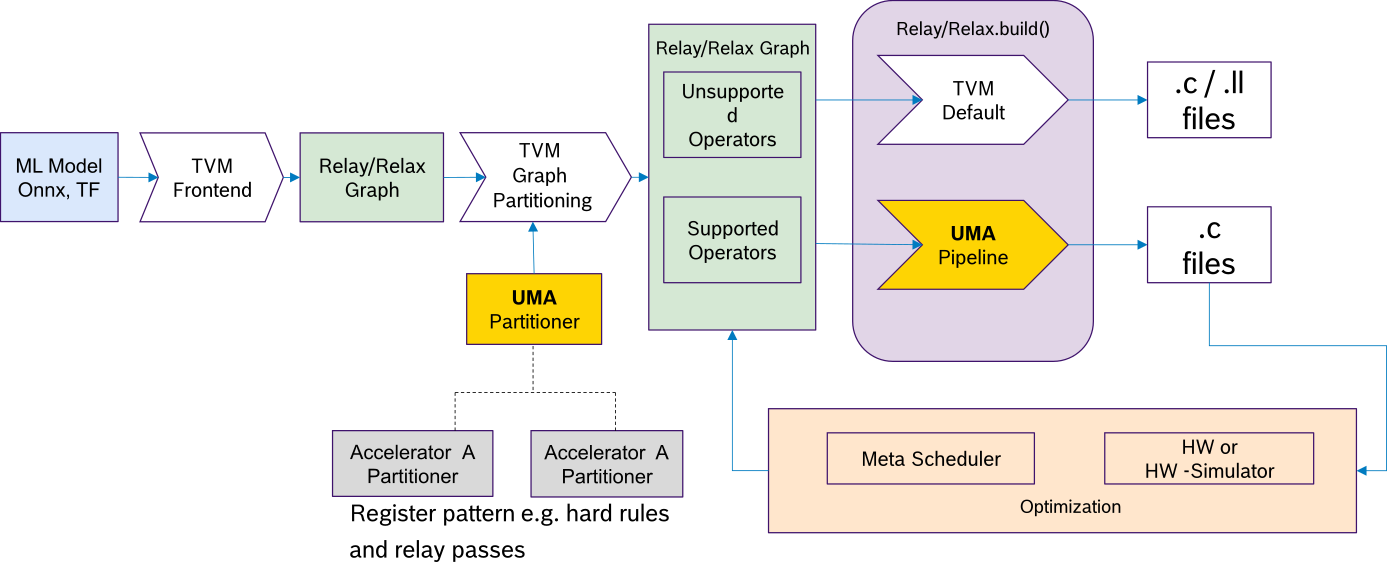 ML Model
Onnx, TF
TVM
Frontend
Relay/Relax
Graph
TVM
Graph
Partitioning
UMA
Partitioner
Accelerator A
Partitioner
Accelerator A
Partitioner
Register pattern e.g. hard rules
and relay passes
Relay/Relax Graph
Unsupporte
d
Operators
Supported
Operators
Relay/Relax.build()
TVM
Default
UMA
Pipeline
.c / .ll
files
.c
files
Meta Scheduler
HW or
HW -Simulator
Optimization